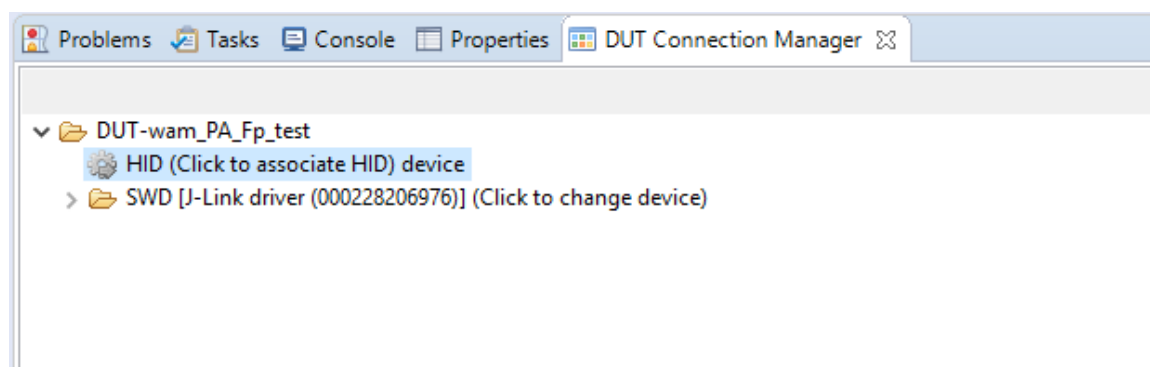 Problems Tasks Console Properties DUT Connection Manager
DUT-wam_PA_Fp_test
HID (Click to associate HID) device
SWD [J-Link driver (000228206976)] (Click to change device)